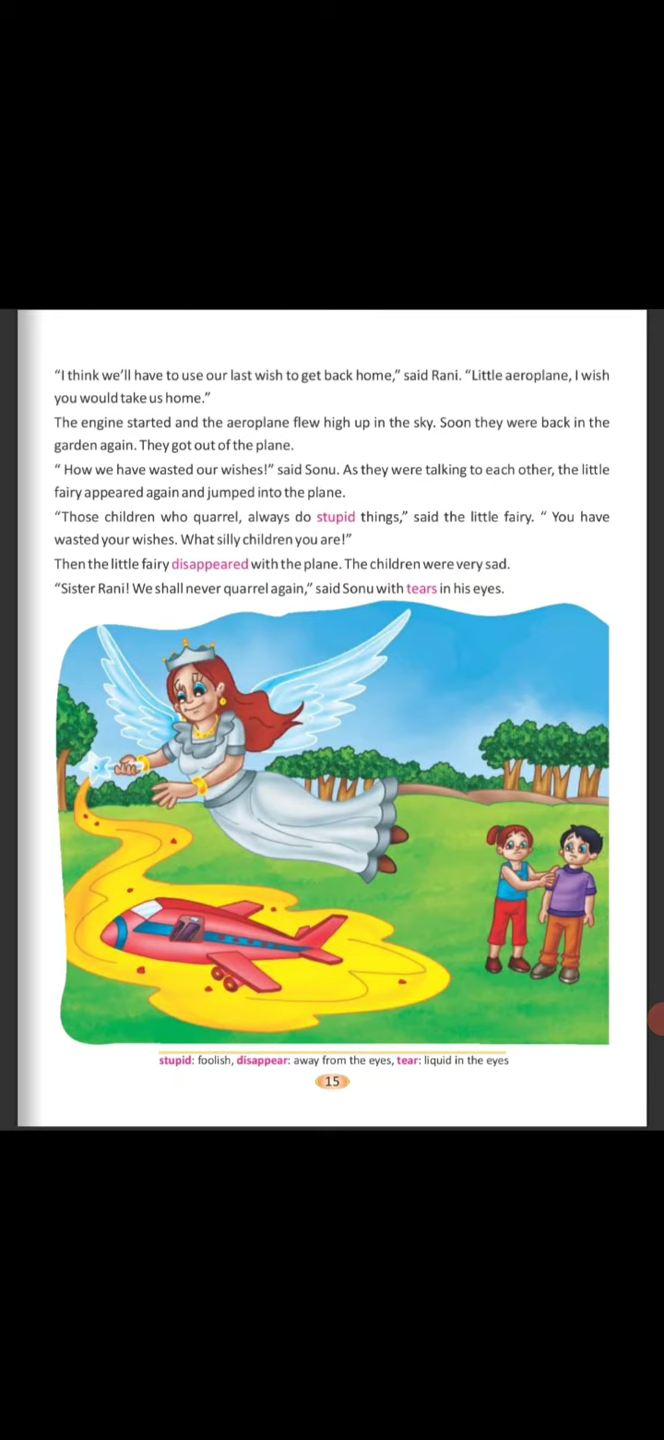 “I think we’ll have to use our last wish to get back home,” said Rani. “Little aeroplane, I wish
you would take us home.”
The engine started and the aeroplane flew high up in the sky. Soon they were back in the
garden again. They got out of the plane.
“ How we have wasted our wishes!” said Sonu. As they were talking to each other, the little
fairy appeared again and jumped into the plane.
“Those children who quarrel, always do stupid things,” said the little fairy. “ You have
wasted your wishes. What silly children you are!”
Then the little fairy disappeared with the plane. The children were very sad.
“Sister Rani! We shall never quarrel again,” said Sonu with tears in his eyes.
stupid: foolish, disappear: away from the eyes, tear: liquid in the eyes
15